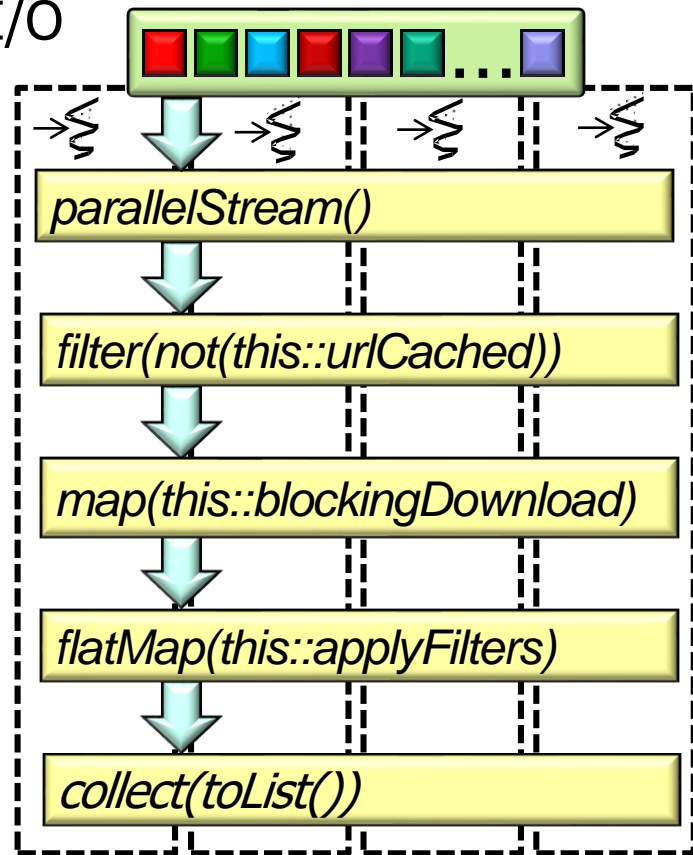 I/O
...
parallelStream()
filter(not(this::urlCached))
map(this::blockingDownload)
flatMap(this::applyFilters)
collect(toList())